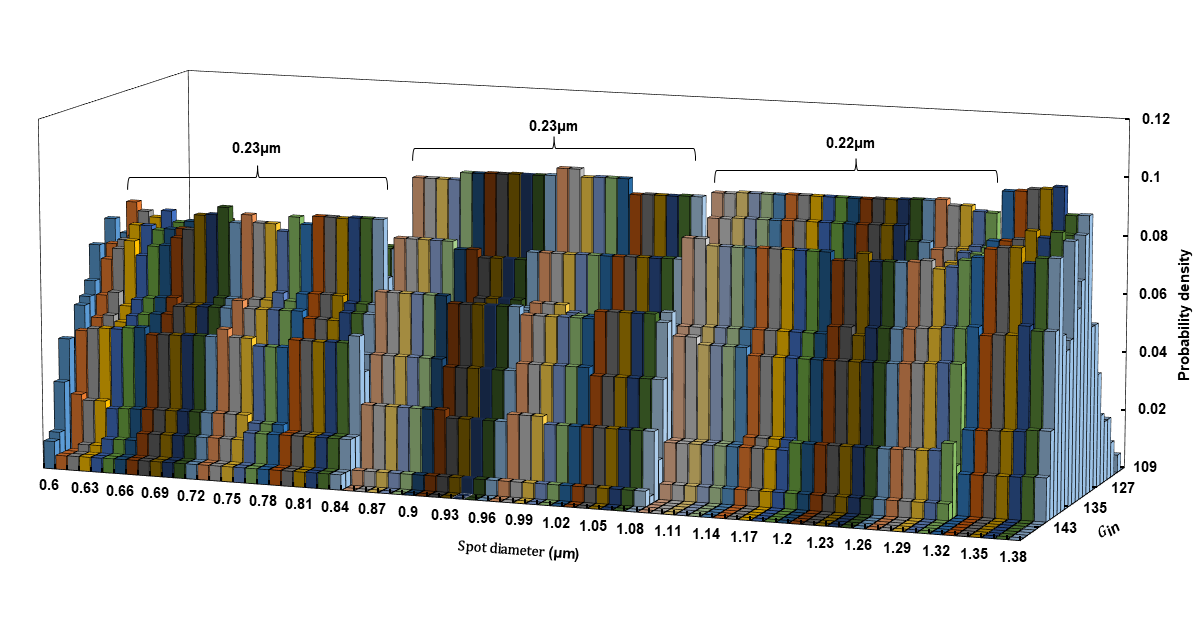 0.23μm
0.23μm
0.22μm
0.12
0.1
0.08
0.06
0.04
0.02
Probability density
109
127
135
143
Gin
0.6 0.63 0.66 0.69 0.72 0.75 0.78 0.81 0.84 0.87 0.9 0.93 0.96 0.99 1.02 1.05 1.08 1.11 1.14 1.17 1.2 1.23 1.26 1.29 1.32 1.35 1.38
Spot diameter (μm)